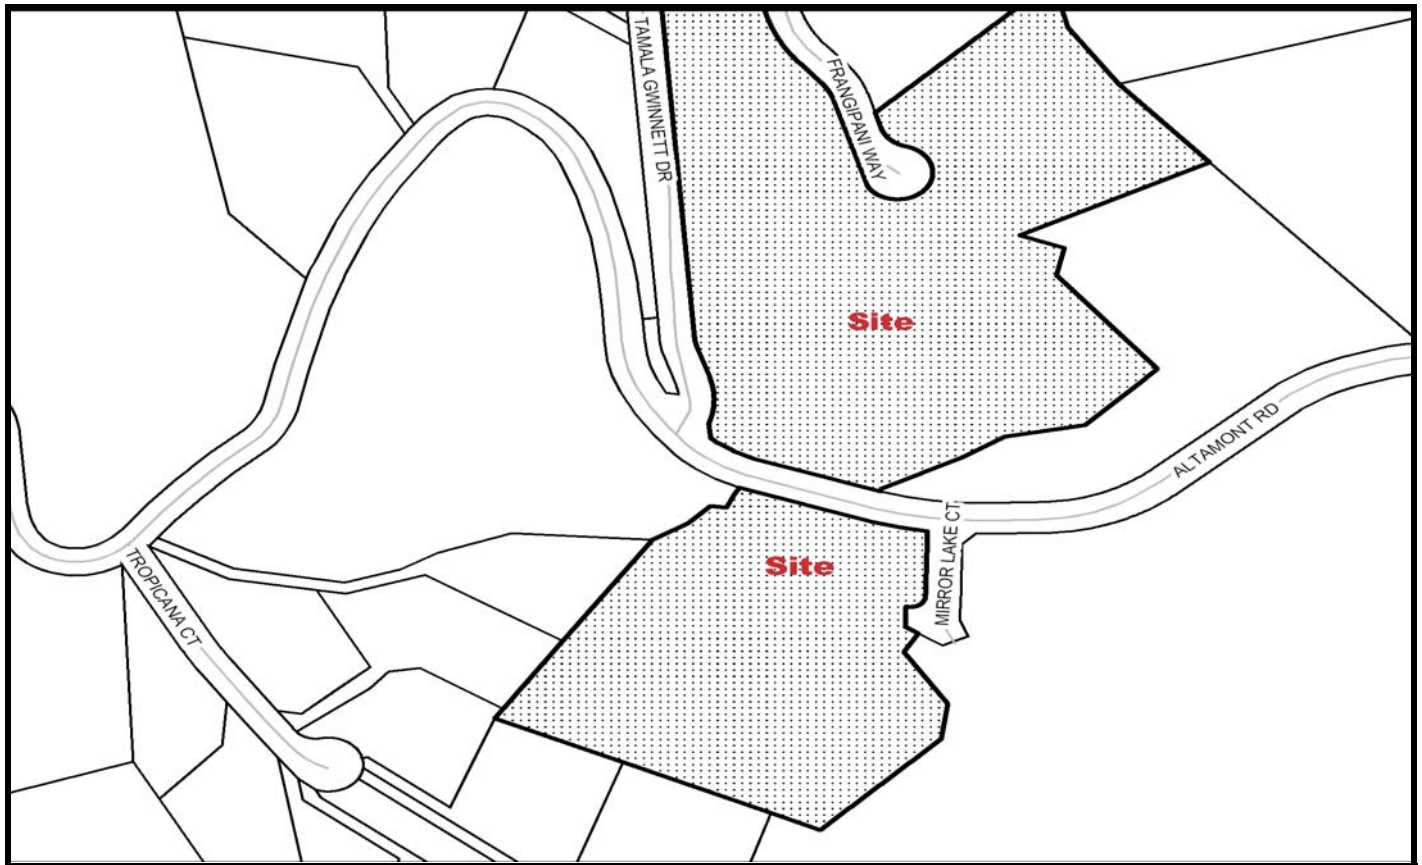 TAMALA GWINNETT DR
FRANGIPANI WAY
Site
ALTAMONT RD
MIRROR LAKE CT
Site
TROPICANA CT